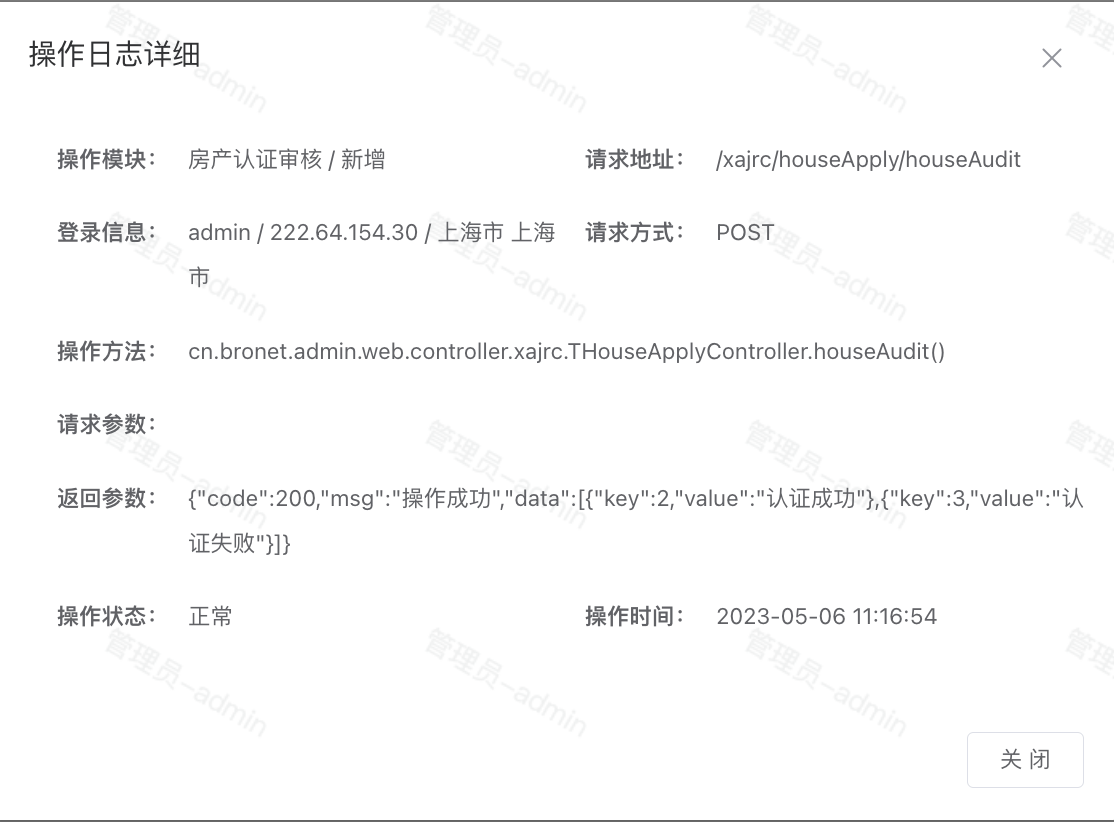 操作日志详细
操作模块： 房产认证审核 / 新增 请求地址： /xajrc/houseApply/houseAudit
登录信息： admin / 222.64.154.30 / 上海市 上海 请求方式： POST
市
操作方法： cn.bronet.admin.web.controller.xajrc.THouseApplyController.houseAudit()
请求参数：
返回参数： {"code":200,"msg":"操作成功","data":[{"key":2,"value":"认证成功"},{"key":3,"value":"认
证失败"}]}
操作状态： 正常 操作时间： 2023-05-06 11:16:54
关 闭
管理员-admin
管理员-admin
管理员-admin
管理员-admin
管理员-admin
管理员-admin
管理员-admin
管理员-admin
管理员-admin
管理员-admin
管理员-admin
管理员-admin